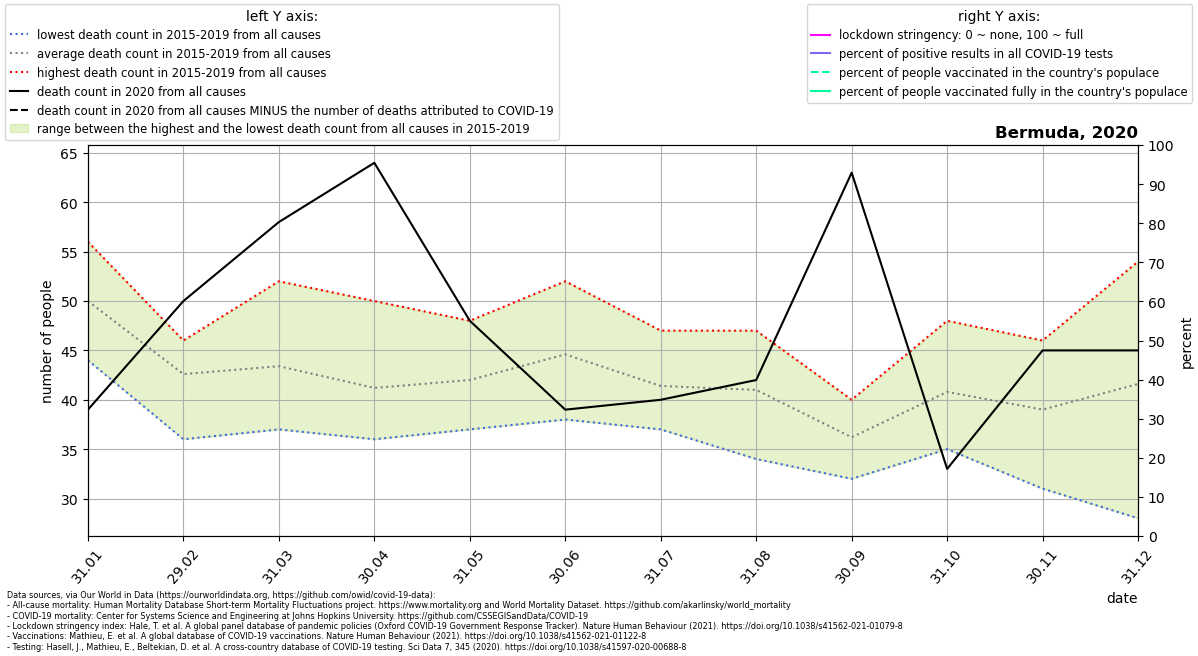 left Y axis:
lowest death count in 2015-2019 from all causes
average death count in 2015-2019 from all causes
highest death count in 2015-2019 from all causes
death count in 2020 from all causes
death count in 2020 from all causes MINUS the number of deaths attributed to COVID-19
range between the highest and the lowest death count from all causes in 2015-2019
right Y axis:
lockdown stringency: 0 ~ none, 100 ~ full
percent of positive results in all COVID-19 tests
percent of people vaccinated in the country's populace
percent of people vaccinated fully in the country's populace
Bermuda, 2020
65
60
55
50
45
40
35
30
number of people
100
90
80
70
60
50
40
30
20
10
0
percent
31.01
29.02
31.03
30.04
31.05
30.06
31.07
31.08
30.09
31.10
30.11
31.12
date
Data sources, via Our World in Data (https://ourworldindata.org, https://github.com/owid/covid-19-data):
- All-cause mortality: Human Mortality Database Short-term Mortality Fluctuations project. https://www.mortality.org and World Mortality Dataset. https://github.com/akarlinsky/world_mortality
- COVID-19 mortality: Center for Systems Science and Engineering at Johns Hopkins University. https://github.com/CSSEGISandData/COVID-19
- Lockdown stringency index: Hale, T. et al. A global panel database of pandemic policies (Oxford COVID-19 Government Response Tracker). Nature Human Behaviour (2021). https://doi.org/10.1038/s41562-021-01079-8
- Vaccinations: Mathieu, E. et al. A global database of COVID-19 vaccinations. Nature Human Behaviour (2021). https://doi.org/10.1038/s41562-021-01122-8
- Testing: Hasell, J., Mathieu, E., Beltekian, D. et al. A cross-country database of COVID-19 testing. Sci Data 7, 345 (2020). https://doi.org/10.1038/s41597-020-00688-8